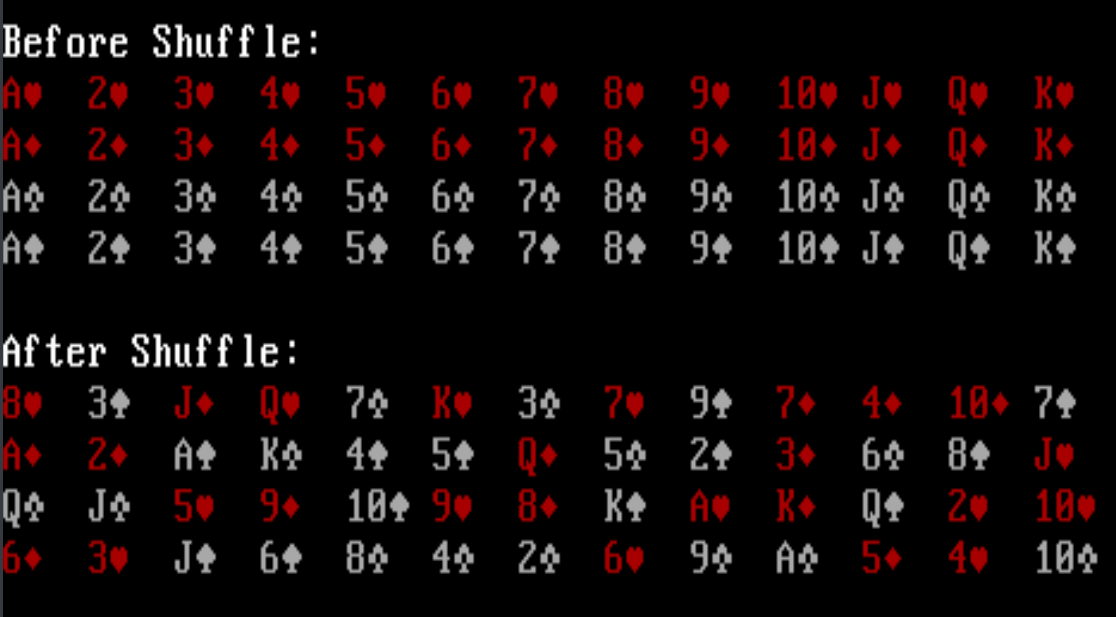 Before Shuffle:
A♥ 2♥ 3♥ 4♥ 5♥ 6♥ 7♥ 8♥ 9♥ 10♥ J♥ Q♥ K♥
A♦ 2♦ 3♦ 4♦ 5♦ 6♦ 7♦ 8♦ 9♦ 10♦ J♦ Q♦ K♦
A♣ 2♣ 3♣ 4♣ 5♣ 6♣ 7♣ 8♣ 9♣ 10♣ J♣ Q♣ K♣
A♠ 2♠ 3♠ 4♠ 5♠ 6♠ 7♠ 8♠ 9♠ 10♠ J♠ Q♠ K♠
After Shuffle:
8♥ 3♠ J♦ Q♥ 7♣ K♥ 3♣ 7♥ 9♠ 7♦ 4♦ 10♦ 7♠
A♦ 2♦ A♠ K♣ 4♠ 5♠ Q♦ 5♣ 2♠ 3♦ 6♣ 8♠ J♥
Q♣ J♣ 5♥ 9♦ 10♠ 9♥ 8♦ K♠ A♥ K♦ Q♠ 2♥ 10♥
6♦ 3♥ J♠ 6♠ 8♣ 4♣ 2♣ 6♥ 9♣ A♣ 5♦ 4♥ 10♣